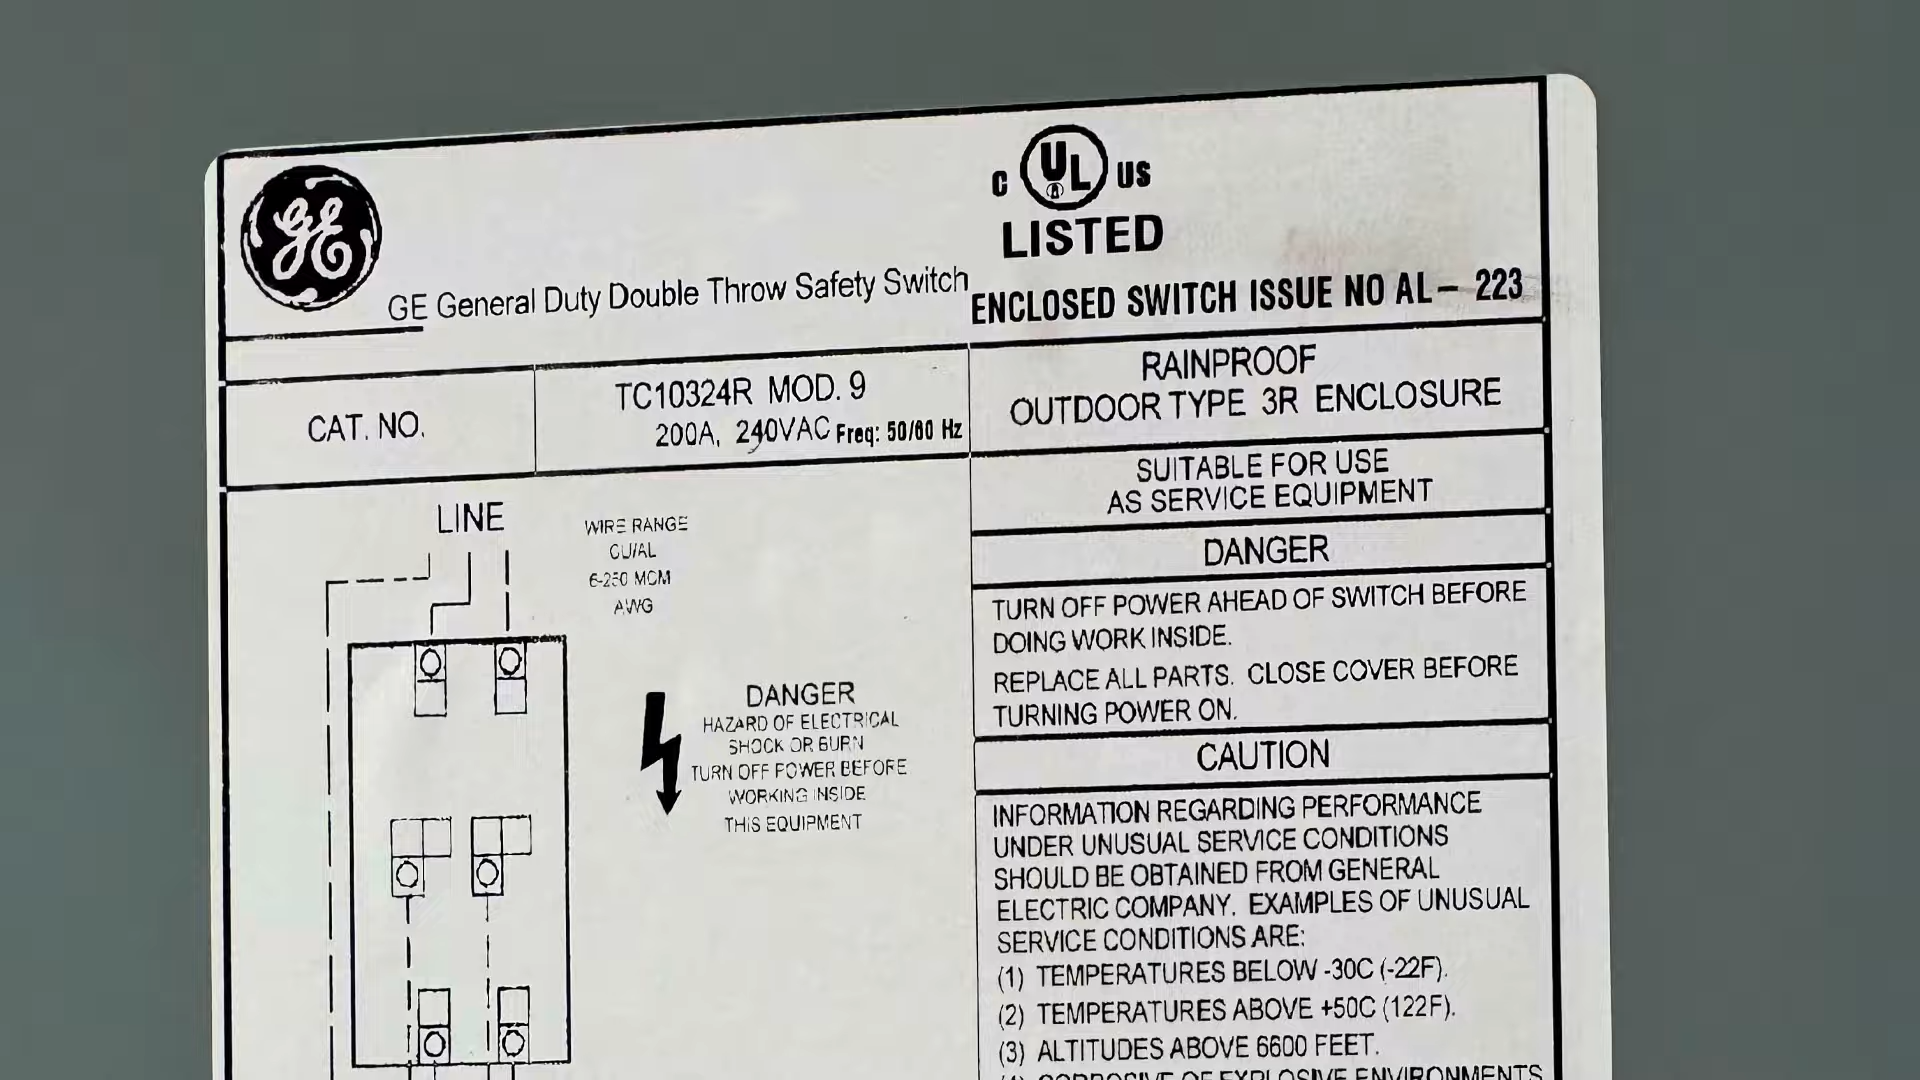 GE
C UL US
LISTED
GE General Duty Double Throw Safety Switch
ENCLOSED SWITCH ISSUE NO AL- 223
CAT. NO.
TC10324R MOD. 9
200A, 240VAC Freq: 50/60 Hz
RAINPROOF
OUTDOOR TYPE 3R ENCLOSURE
SUITABLE FOR USE
AS SERVICE EQUIPMENT
LINE
WIRE RANGE
CU/AL
6-250 MCM
AWG
DANGER
HAZARD OF ELECTRICAL
SHOCK OR BURN
TURN OFF POWER BEFORE
WORKING INSIDE
THIS EQUIPMENT
DANGER
TURN OFF POWER AHEAD OF SWITCH BEFORE
DOING WORK INSIDE.
REPLACE ALL PARTS. CLOSE COVER BEFORE
TURNING POWER ON.
CAUTION
INFORMATION REGARDING PERFORMANCE
UNDER UNUSUAL SERVICE CONDITIONS
SHOULD BE OBTAINED FROM GENERAL
ELECTRIC COMPANY. EXAMPLES OF UNUSUAL
SERVICE CONDITIONS ARE:
(1) TEMPERATURES BELOW -30C (-22F).
(2) TEMPERATURES ABOVE +50C (122F).
(3) ALTITUDES ABOVE 6600 FEET.
(4) CORROSIVE OF EXPLOSIVE ENVIRONMENTS